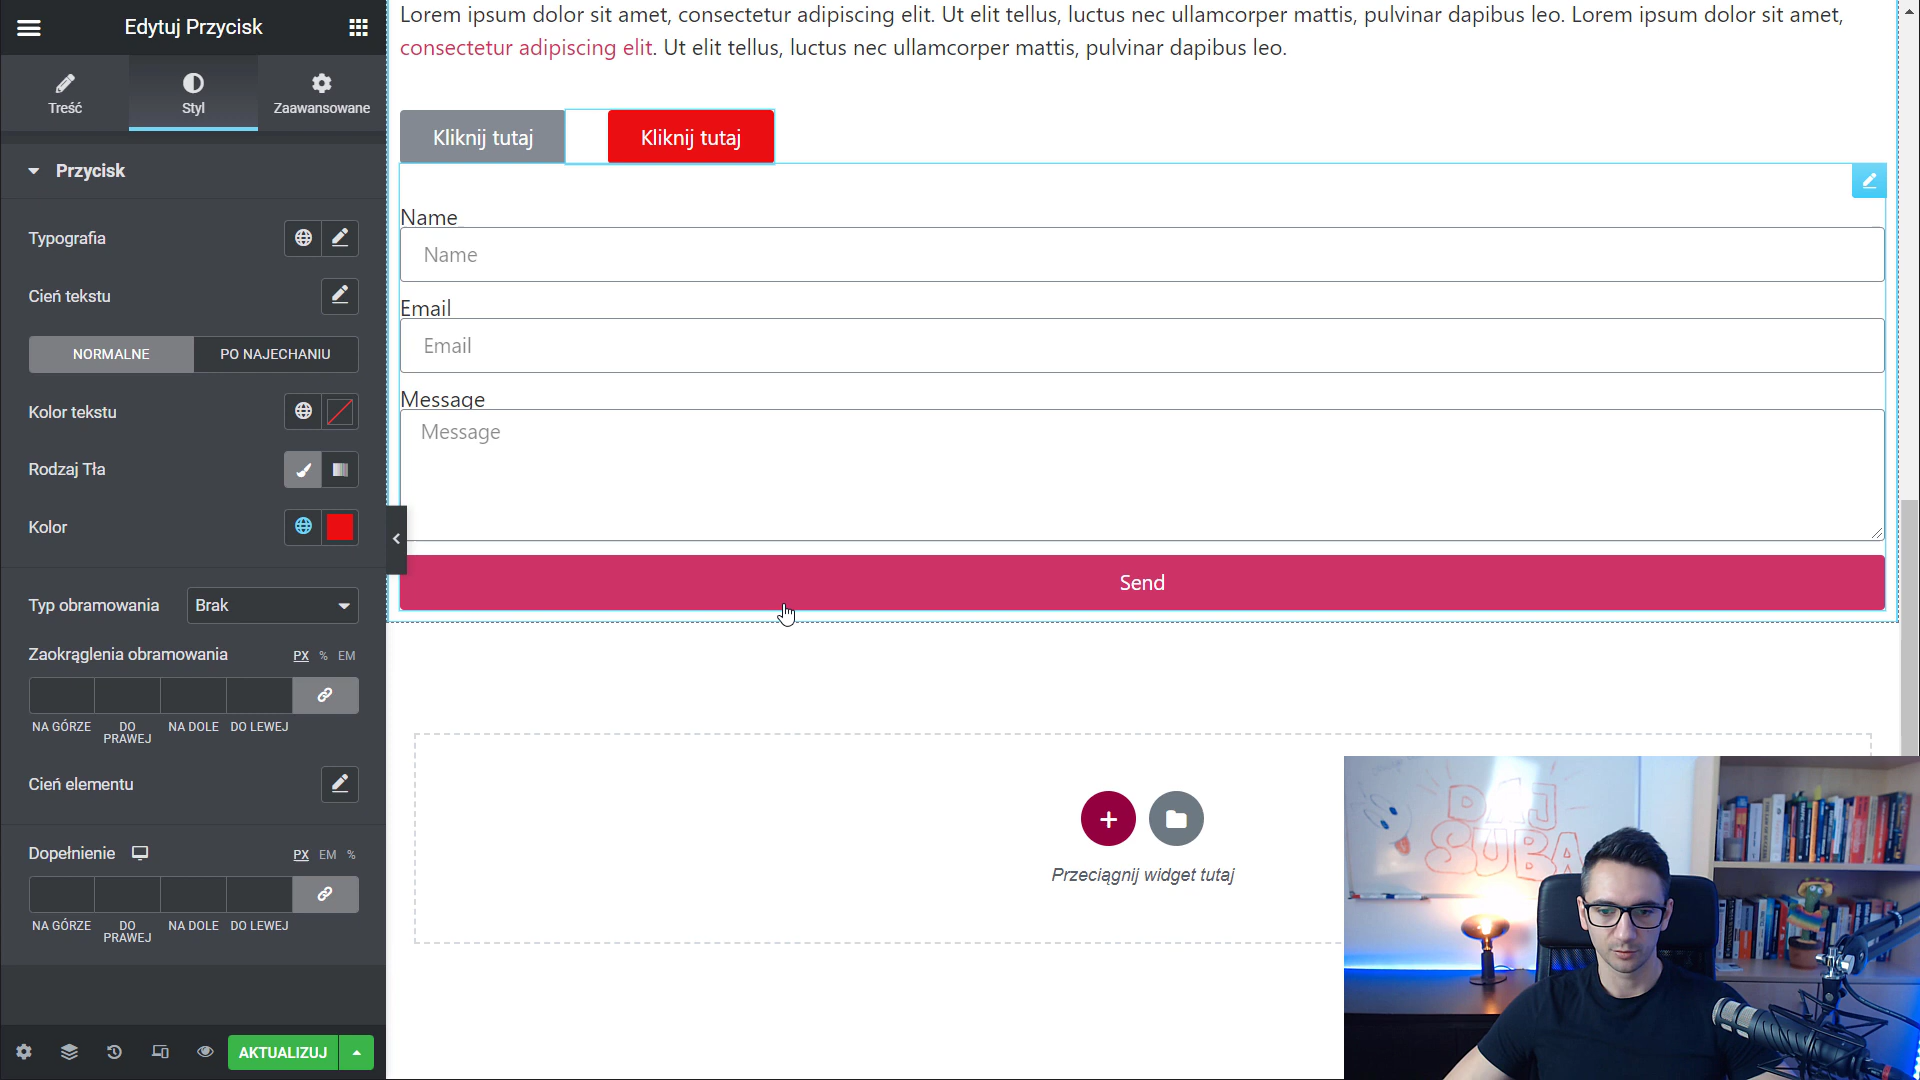 Edytuj Przycisk
Treść
Styl
Zaawansowane
Przycisk
Typografia
Cień tekstu
NORMALNE
PO NAJECHANIU
Kolor tekstu
Rodzaj Tła
Kolor
Typ obramowania
Brak
Zaokrąglenia obramowania
PX % EM
NA GÓRZE
DO PRAWEJ
NA DOLE
DO LEWEJ
Cień elementu
Dopełnienie
PX EM %
NA GÓRZE
DO PRAWEJ
NA DOLE
DO LEWEJ
AKTUALIZUJ
Lorem ipsum dolor sit amet, consectetur adipiscing elit. Ut elit tellus, luctus nec ullamcorper mattis, pulvinar dapibus leo. Lorem ipsum dolor sit amet,
consectetur adipiscing elit. Ut elit tellus, luctus nec ullamcorper mattis, pulvinar dapibus leo.
Kliknij tutaj
Kliknij tutaj
Name
Name
Email
Email
Message
Message
Send
Przeciągnij widget tutaj
DAJ
SUBA